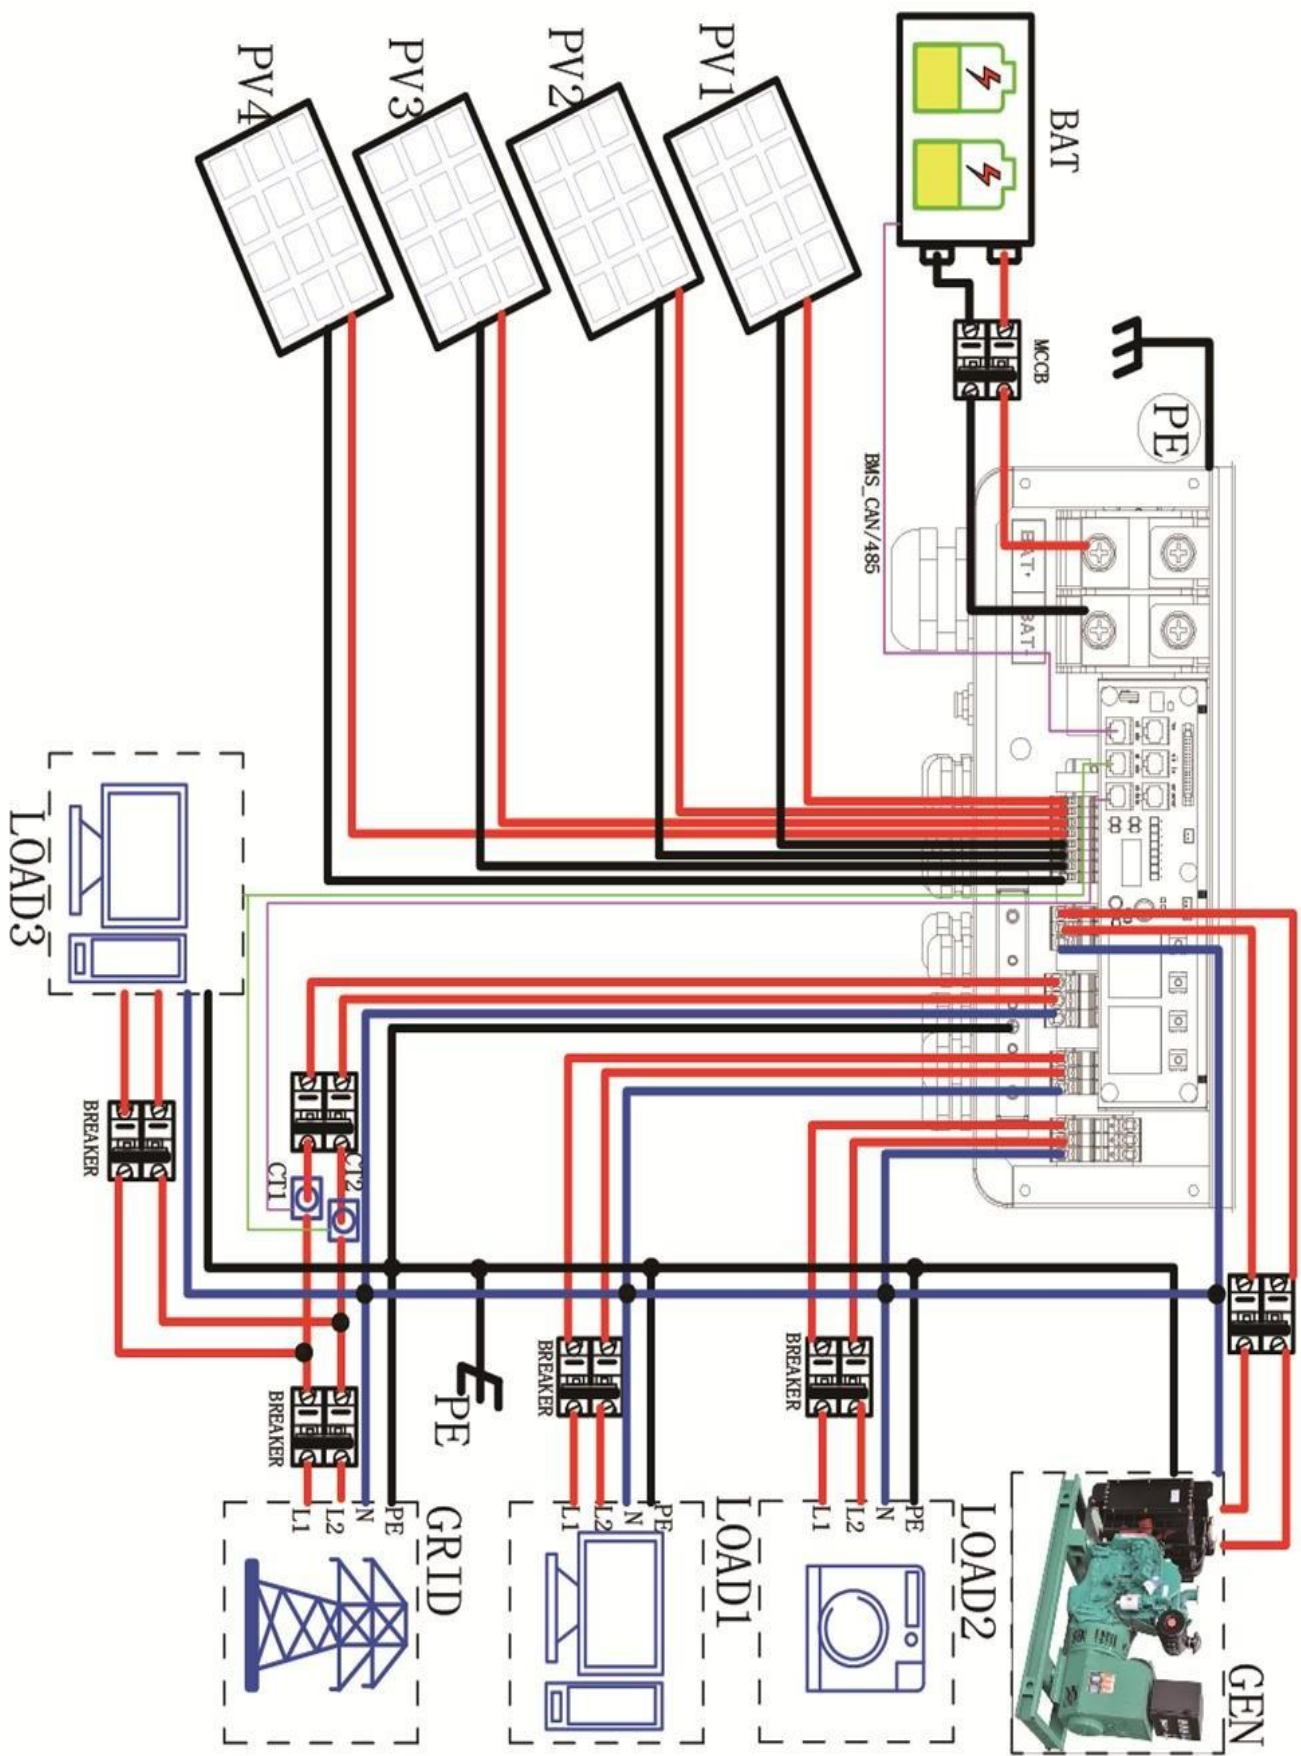 PV4
PV3
PV2
PV1
BAT
MCCB
PE
BMS_CAN/485
BAT+
BAT-
LOAD3
BREAKER
CT1
CT2
BREAKER
PE
BREAKER
BREAKER
L1
L2
N
PE
GRID
L1
L2
N
PE
LOAD1
L1
L2
N
PE
LOAD2
GEN